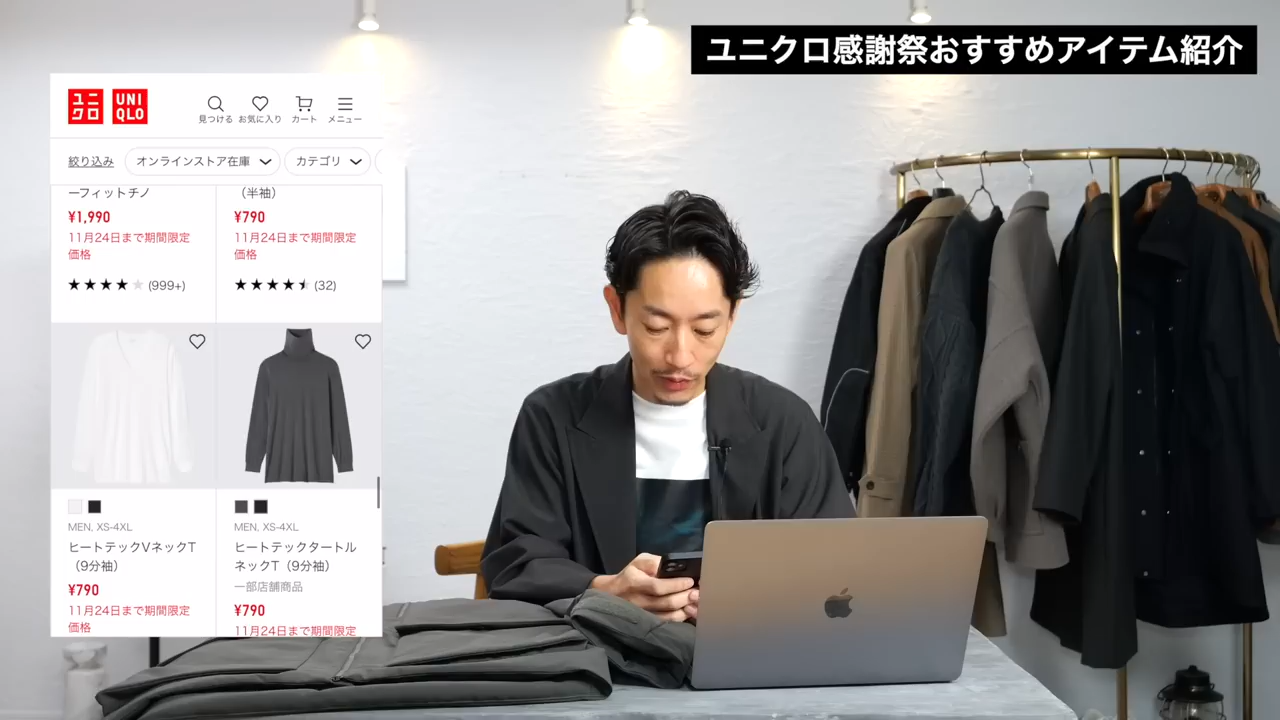 ユニクロ感謝祭おすすめアイテム紹介
ユニクロ
UNIQLO
見つける お気に入り カート メニュー
絞り込み オンラインストア在庫 カテゴリ
ーフィットチノ
¥1,990
11月24日まで期間限定
価格
(999+)
（半袖）
¥790
11月24日まで期間限定
価格
(32)
MEN, XS-4XL
ヒートテックVネックT
（9分袖）
¥790
11月24日まで期間限定
価格
MEN, XS-4XL
ヒートテックタートル
ネックT（9分袖）
一部店舗商品
¥790
11月24日まで期間限定